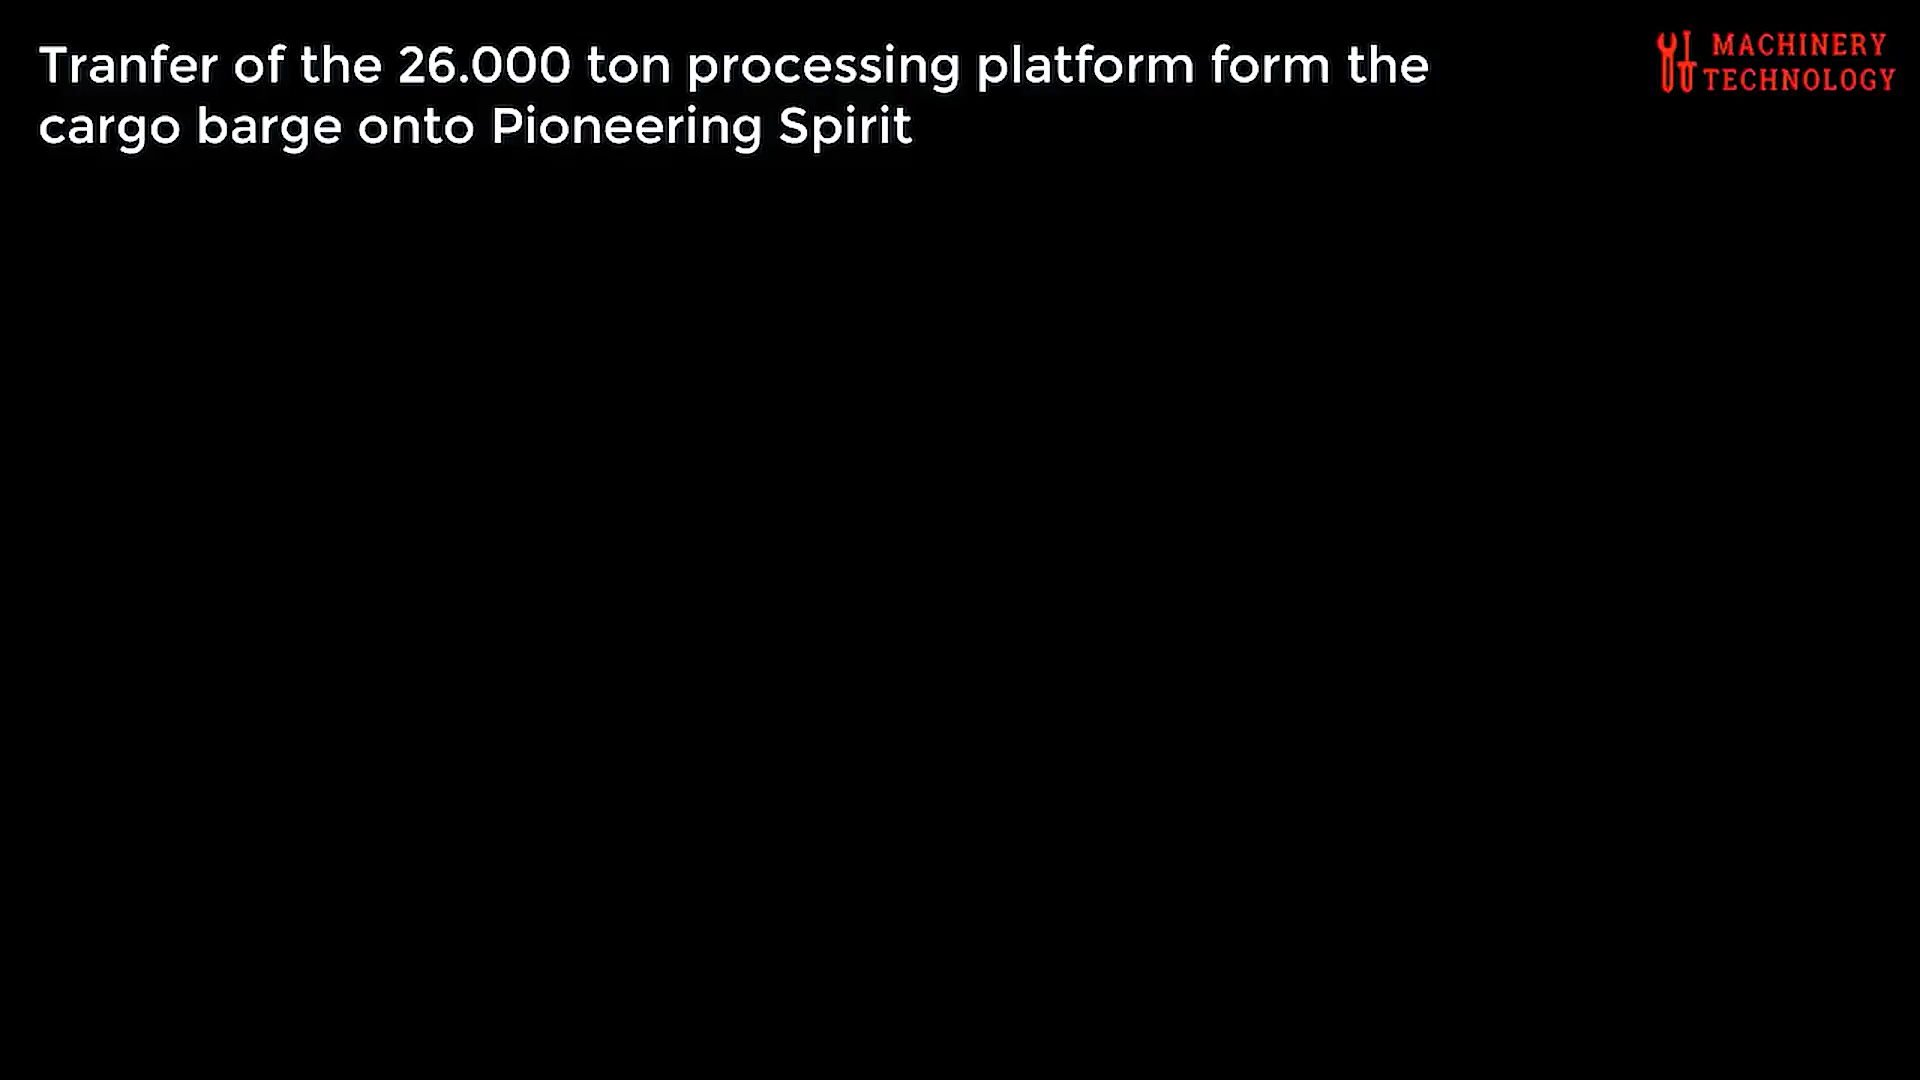 Tranfer of the 26.000 ton processing platform form the
cargo barge onto Pioneering Spirit
MACHINERY
TECHNOLOGY